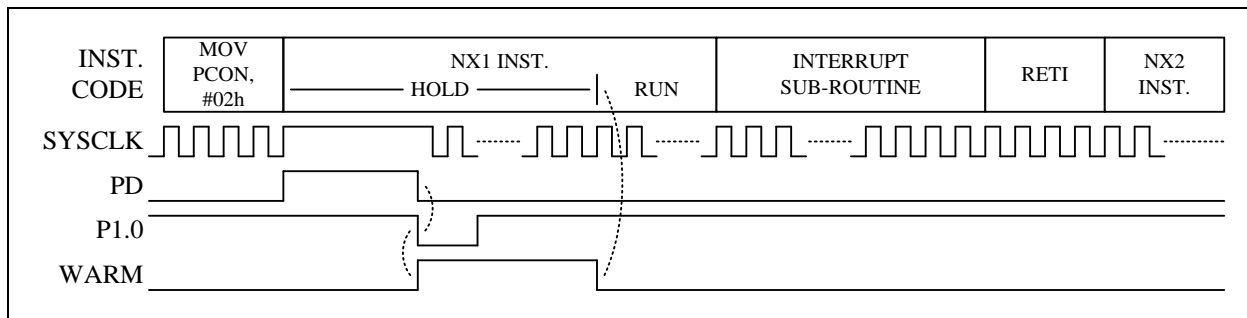 INST.
CODE
MOV
PCON,
#02h
NX1 INST.
HOLD
RUN
INTERRUPT
SUB-ROUTINE
RETI
NX2
INST.
SYSCLK
PD
P1.0
WARM